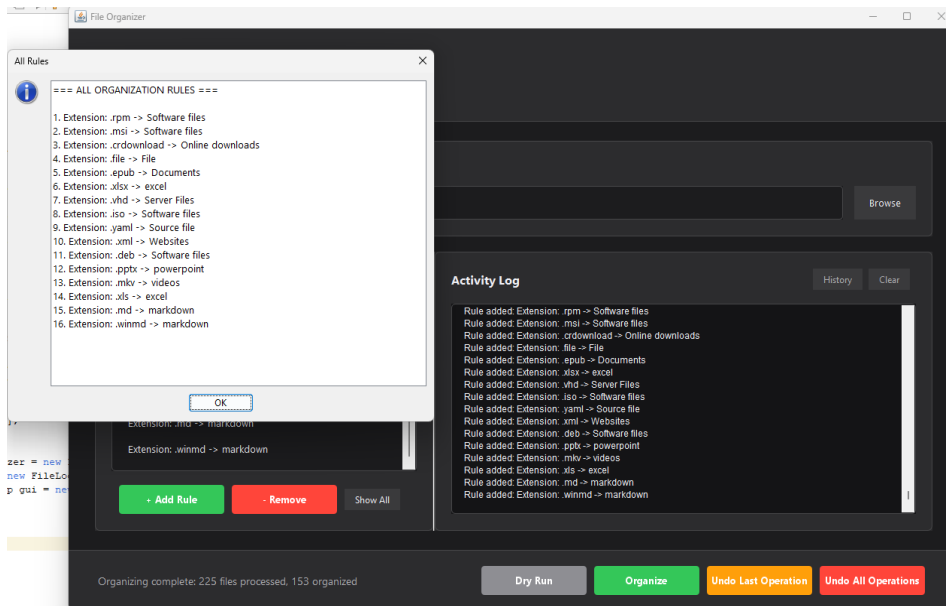 File Organizer
All Rules
=== ALL ORGANIZATION RULES ===
1. Extension: .rpm -> Software files
2. Extension: .msi -> Software files
3. Extension: .crdownload -> Online downloads
4. Extension: .file -> File
5. Extension: .epub -> Documents
6. Extension: .xlsx -> excel
7. Extension: .vhd -> Server Files
8. Extension: .iso -> Software files
9. Extension: .yaml -> Source file
10. Extension: .xml -> Websites
11. Extension: .deb -> Software files
12. Extension: .pptx -> powerpoint
13. Extension: .mkv -> videos
14. Extension: .xls -> excel
15. Extension: .md -> markdown
16. Extension: .winmd -> markdown
OK
Browse
Activity Log
History
Clear
Rule added: Extension: .rpm -> Software files
Rule added: Extension: .msi -> Software files
Rule added: Extension: .crdownload -> Online downloads
Rule added: Extension: .file -> File
Rule added: Extension: .epub -> Documents
Rule added: Extension: .xlsx -> excel
Rule added: Extension: .vhd -> Server Files
Rule added: Extension: .iso -> Software files
Rule added: Extension: .yaml -> Source file
Rule added: Extension: .xml -> Websites
Rule added: Extension: .deb -> Software files
Rule added: Extension: .pptx -> powerpoint
Rule added: Extension: .mkv -> videos
Rule added: Extension: .xls -> excel
Rule added: Extension: .md -> markdown
Rule added: Extension: .winmd -> markdown
Extension: .md -> markdown
Extension: .winmd -> markdown
zer = new
new FileLo
p gui = ne
+ Add Rule
- Remove
Show All
Organizing complete: 225 files processed, 153 organized
Dry Run
Organize
Undo Last Operation
Undo All Operations